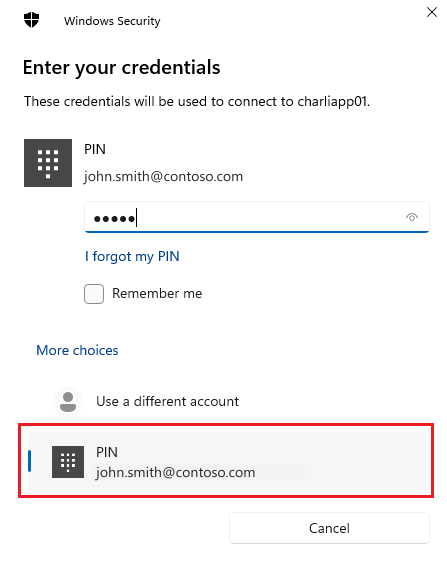 Windows Security
Enter your credentials
These credentials will be used to connect to charliapp01.
PIN
john.smith@contoso.com
●●●●●
I forgot my PIN
Remember me
More choices
Use a different account
PIN
john.smith@contoso.com
Cancel